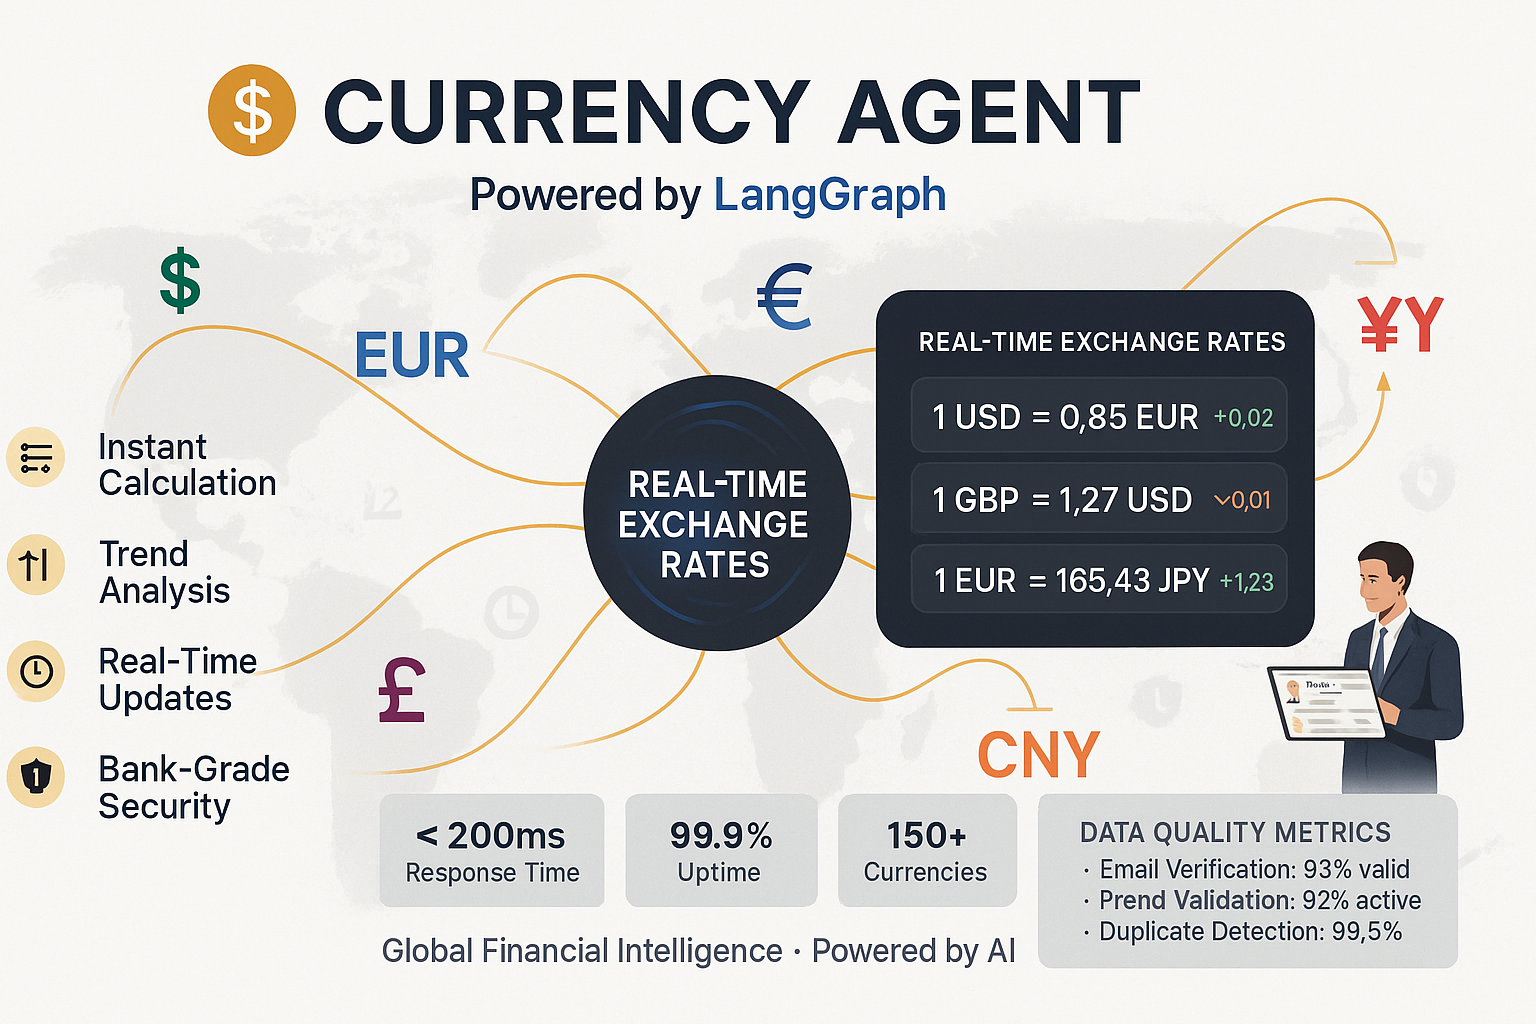 $ CURRENCY AGENT
Powered by LangGraph
$
EUR
€
¥Y
£
CNY
Instant
Calculation
Trend
Analysis
Real-Time
Updates
1
Bank-Grade
Security
REAL-TIME
EXCHANGE
RATES
REAL-TIME EXCHANGE RATES
1 USD = 0,85 EUR +0,02
1 GBP = 1,27 USD 0,01
1 EUR = 165,43 JPY +1,23
< 200ms
Response Time
99.9%
Uptime
150+
Currencies
DATA QUALITY METRICS
· Email Verification: 93% valid
· Prend Validation: 92% active
· Duplicate Detection: 99,5%
Global Financial Intelligence · Powered by AI